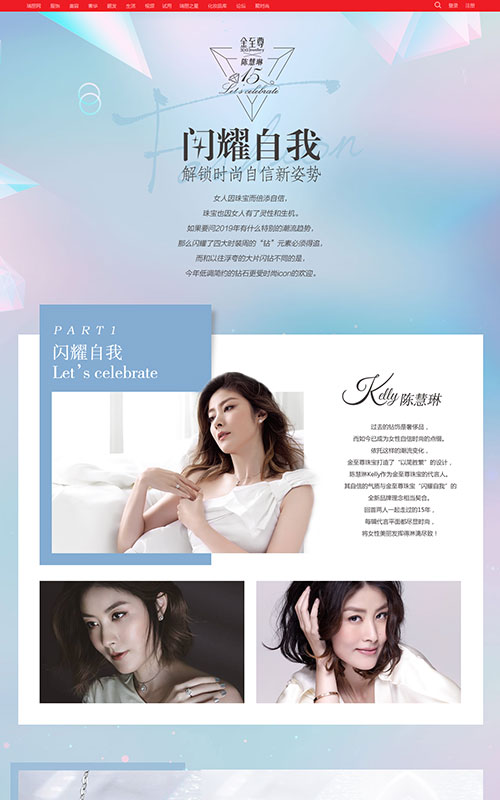 瑞丽网 服饰 美容 奢华 潮流 生活 视频 试用 瑞丽之星 化妆品库 论坛 繁时尚 登录 注册
金至尊
3D-GOLD Jewellery
陈慧琳
15
Let's celebrate
Fashion
闪耀自我
解锁时尚自信新姿势
女人因珠宝而倍添自信,
珠宝也因女人有了灵性和生机。
如果要问2019年有什么特别的潮流趋势,
那么闪耀了四大时装周的“钻”元素必须得追,
而和以往浮夸的大片闪钻不同的是,
今年低调简约的钻石更受时尚icon的欢迎。
PART1
闪耀自我
Let's celebrate
Kelly 陈慧琳
过去的钻饰是奢侈品,
而如今已成为女性自信时尚的点缀。
依托这样的潮流变化,
金至尊珠宝打造了“以简胜繁”的设计,
陈慧琳Kelly作为金至尊珠宝的代言人,
其自信的气质与金至尊珠宝“闪耀自我”的
全新品牌理念相当契合。
回首两人一起走过的15年,
每辑代言平面都尽显时尚,
将女性美丽发挥得淋漓尽致!